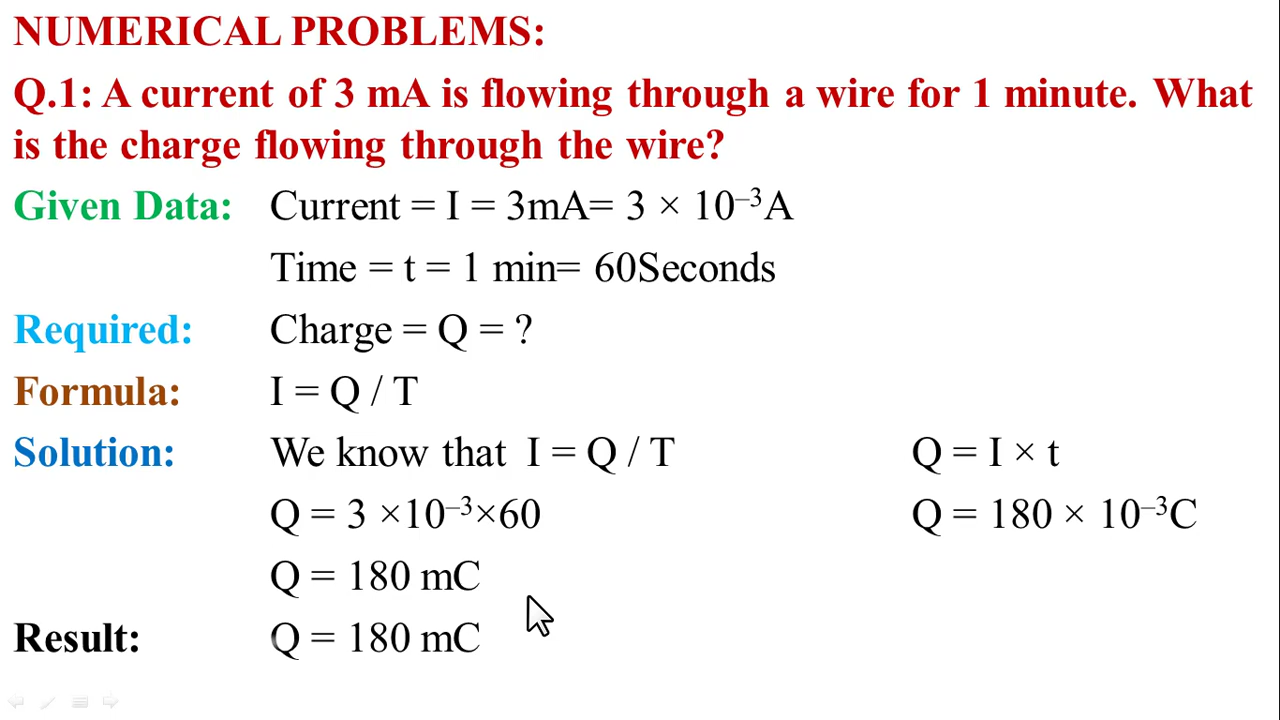 NUMERICAL PROBLEMS:
Q.1: A current of 3 mA is flowing through a wire for 1 minute. What
is the charge flowing through the wire?
Given Data: Current = I = 3mA= 3 × 10⁻³A
Time = t = 1 min= 60Seconds
Required: Charge = Q = ?
Formula: I = Q / T
Solution: We know that I = Q / T Q = I × t
Q = 3 ×10⁻³×60 Q = 180 × 10⁻³C
Q = 180 mC
Result: Q = 180 mC